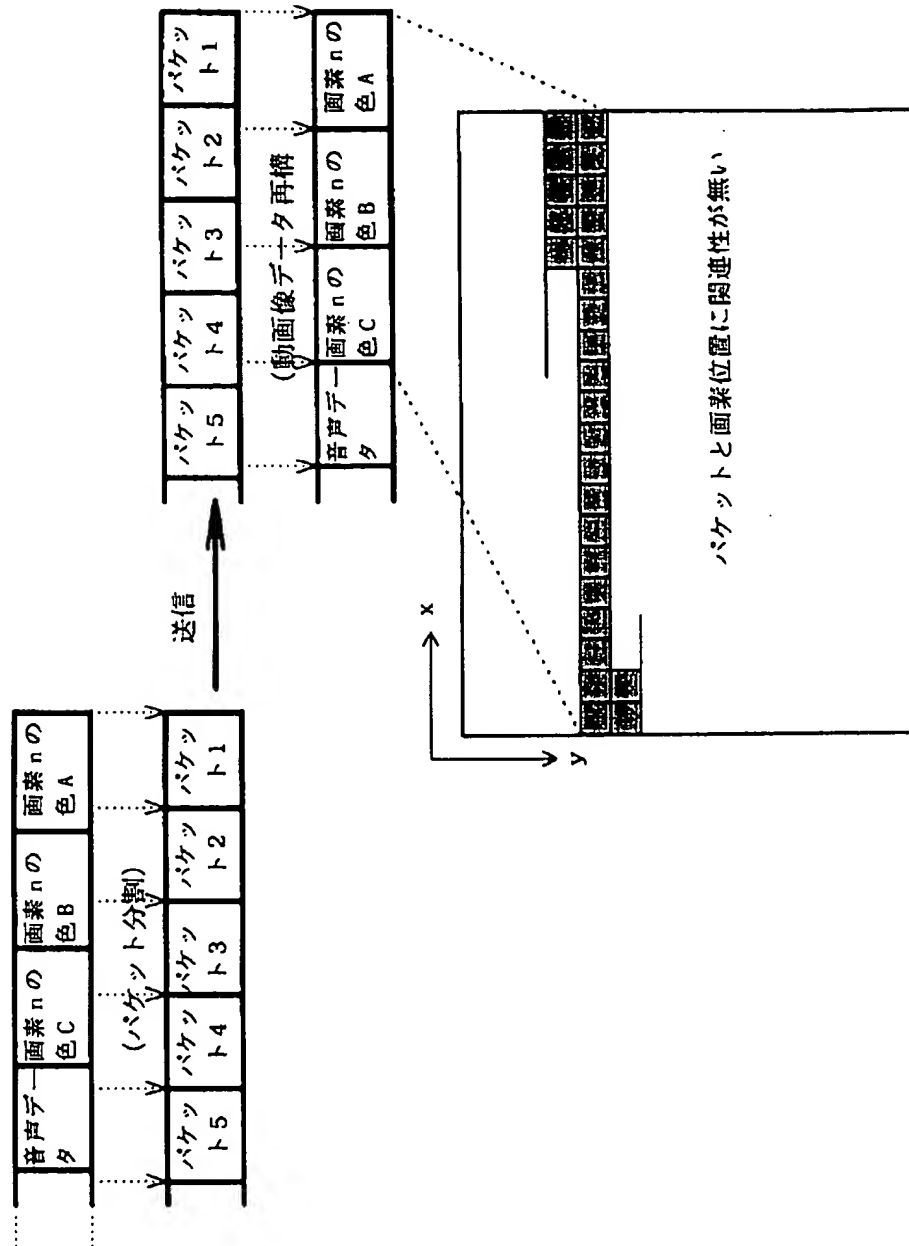 音声デー
タ
画素nの
色C
画素nの
色B
画素nの
色A
(パケット分割)
パケッ
ト5
パケッ
ト4
パケッ
ト3
パケッ
ト2
パケッ
ト1
送信
パケッ
ト5
パケッ
ト4
パケッ
ト3
パケッ
ト2
パケッ
ト1
(動画像データ再構
音声デー
タ
画素nの
色C
画素nの
色B
画素nの
色A
x
y
パケットと画素位置に関連性が無い